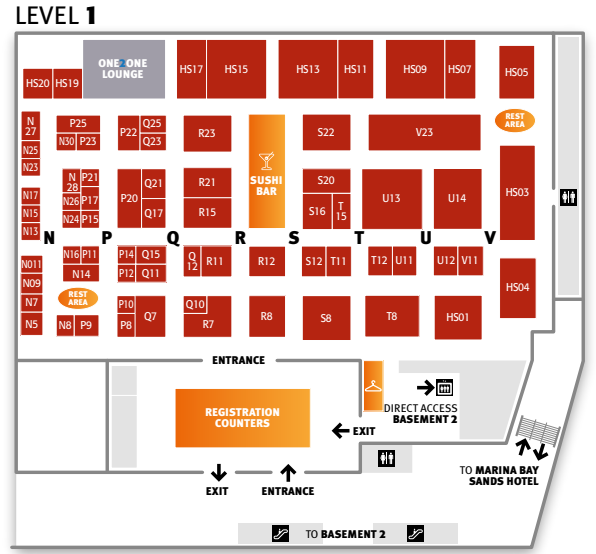 LEVEL 1
ONE2ONE
LOUNGE
HS20 HS19
HS17 HS15
HS13 HS11
HS09 HS07
HS05
REST
AREA
N
27
N25
N23
P25
N30 P23
P22 Q25
Q23
R23
SUSHI
BAR
S22
V23
N17
N15
N13
N
28
P21
N26 P17
N24 P15
P20
Q21
Q17
R21
R15
S20
S16
T
15
U13
U14
HS03
N P Q R S T U V
N011
N09
N7
N5
N16 P11
N14
P14 Q15
P12 Q11
Q
12
R11
R12
S12 T11
T12 U11
U12 V11
HS04
REST
AREA
N8 P9
P10
P8
Q7
Q10
R7
R8
S8
T8
HS01
ENTRANCE
REGISTRATION
COUNTERS
EXIT
DIRECT ACCESS
BASEMENT 2
EXIT
ENTRANCE
TO MARINA BAY
SANDS HOTEL
TO BASEMENT 2